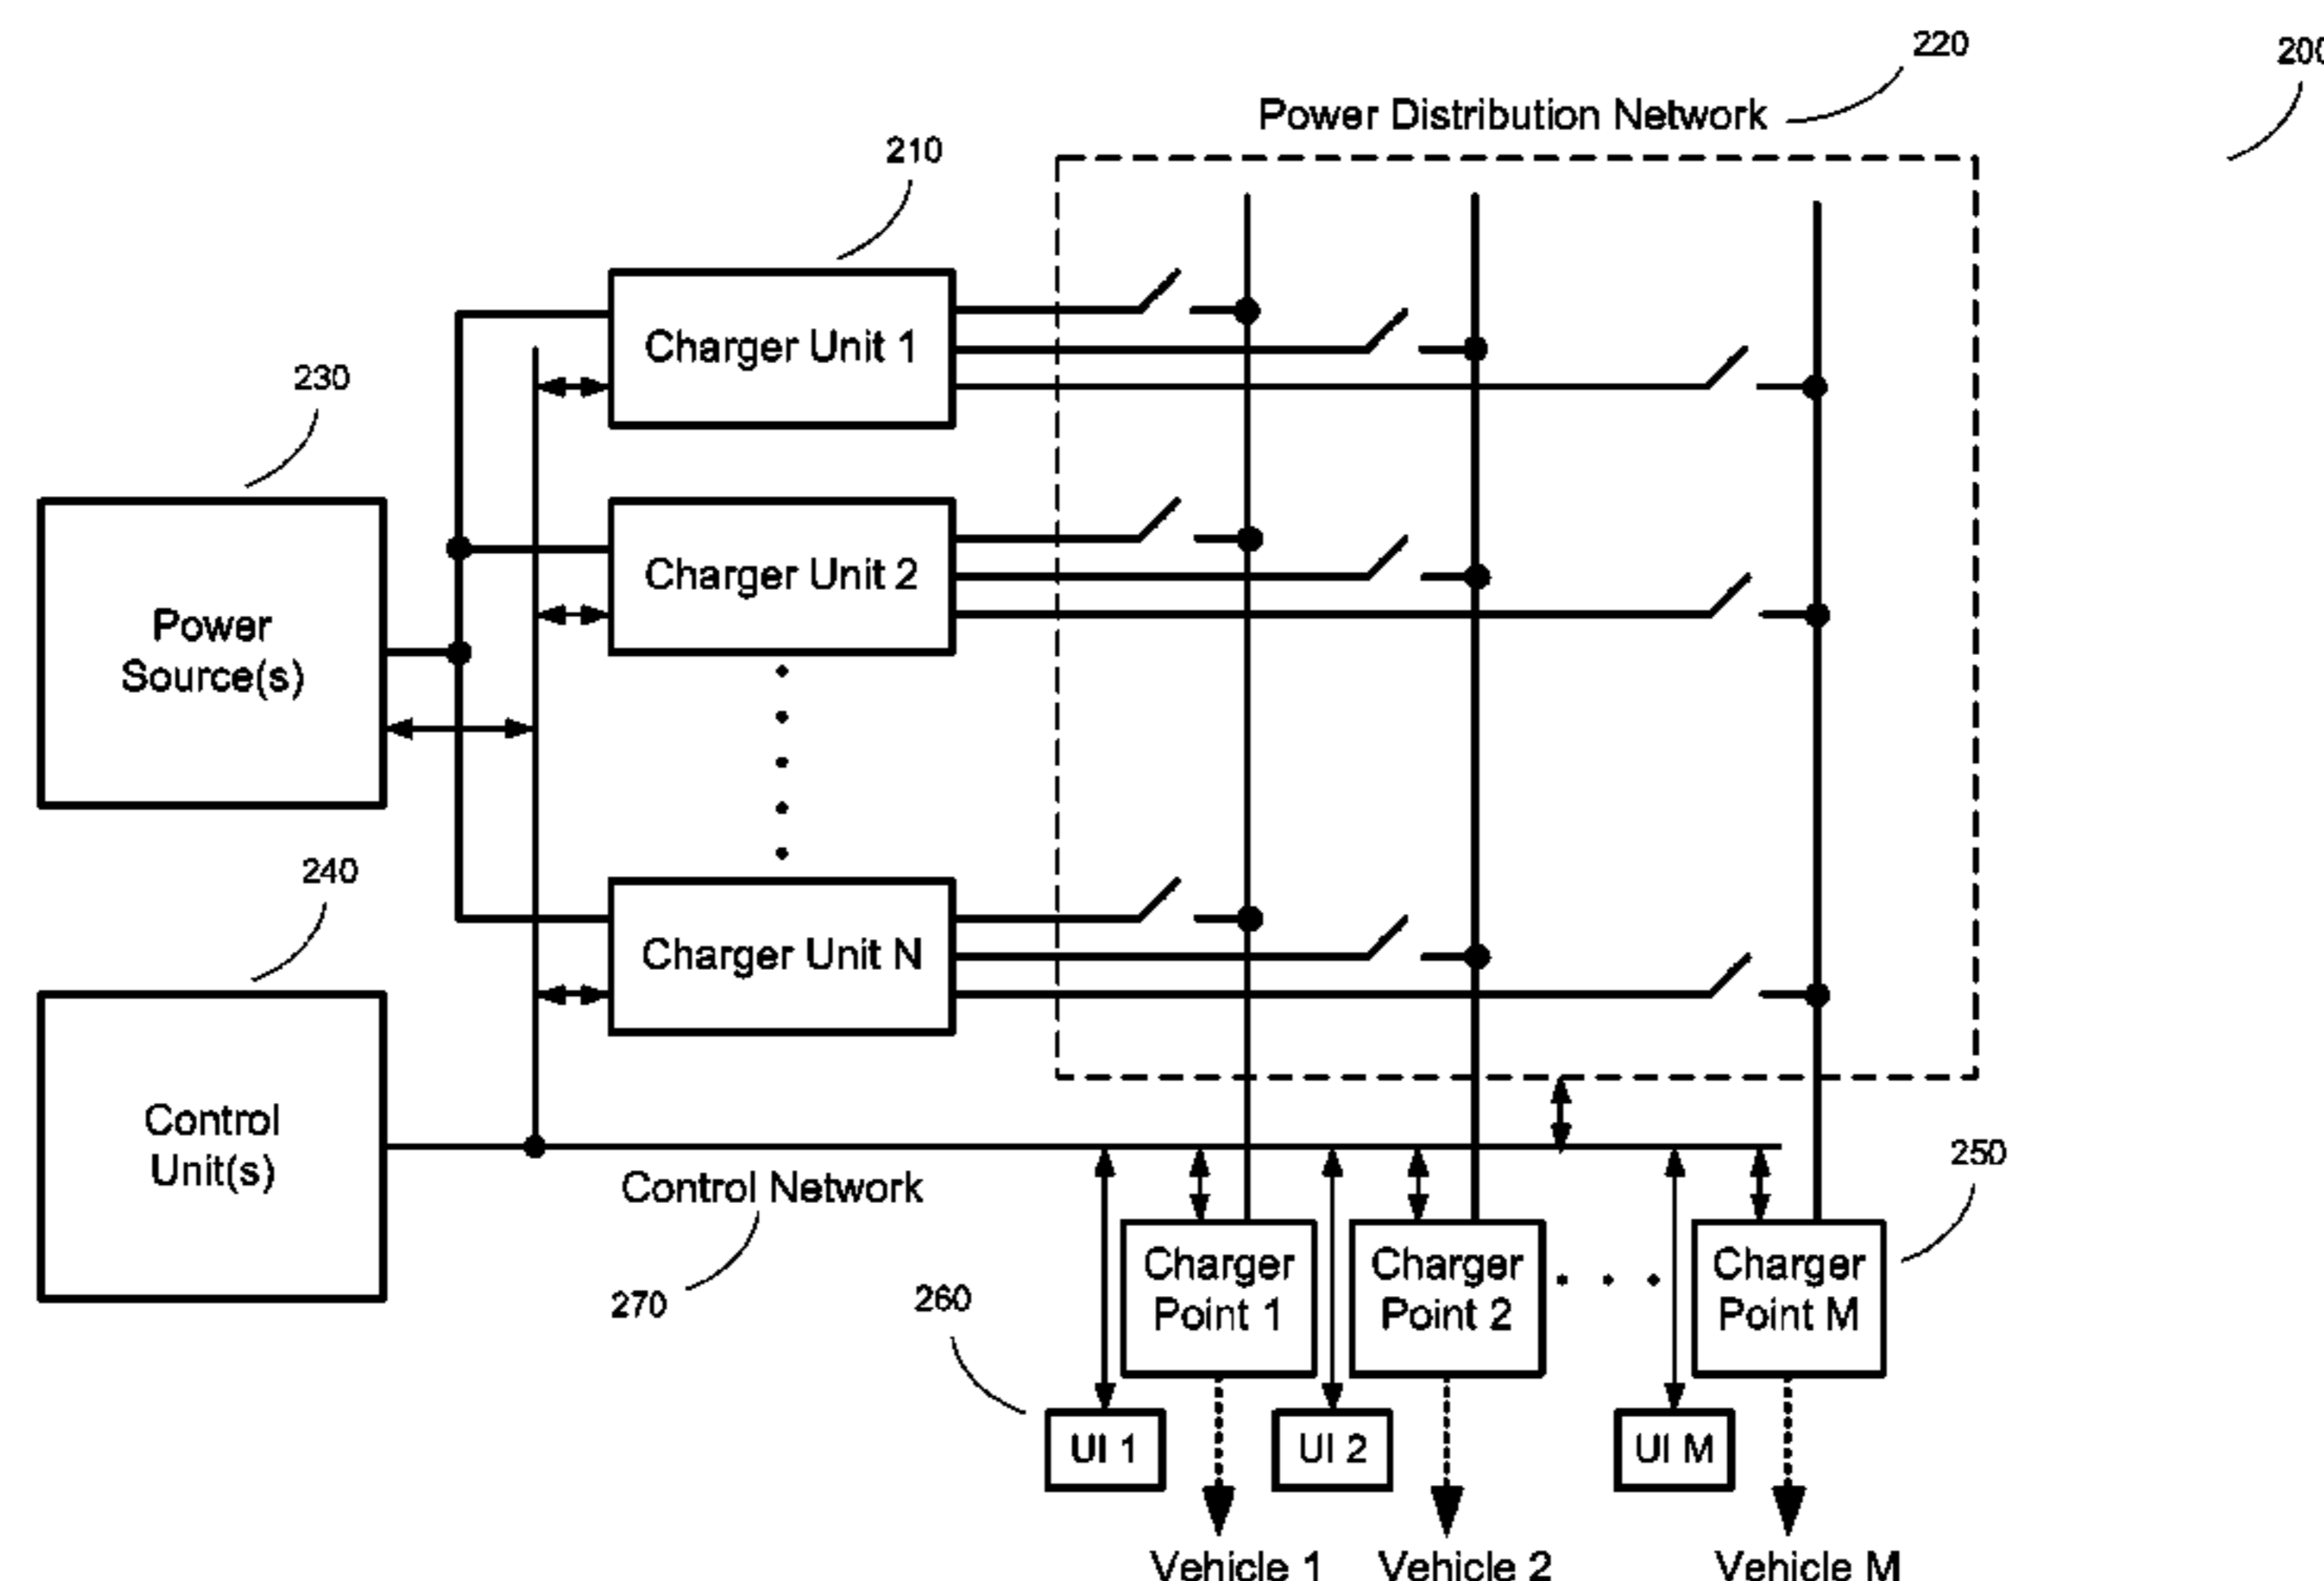 220
200
Power Distribution Network
210
Charger Unit 1
230
Charger Unit 2
Power
Source(s)
240
Charger Unit N
Control
Unit(s)
250
Control Network
270
260
Charger
Point 1
Charger
Point 2
Charger
Point M
UI 1
UI 2
UI M
Vehicle 1
Vehicle 2
Vehicle M